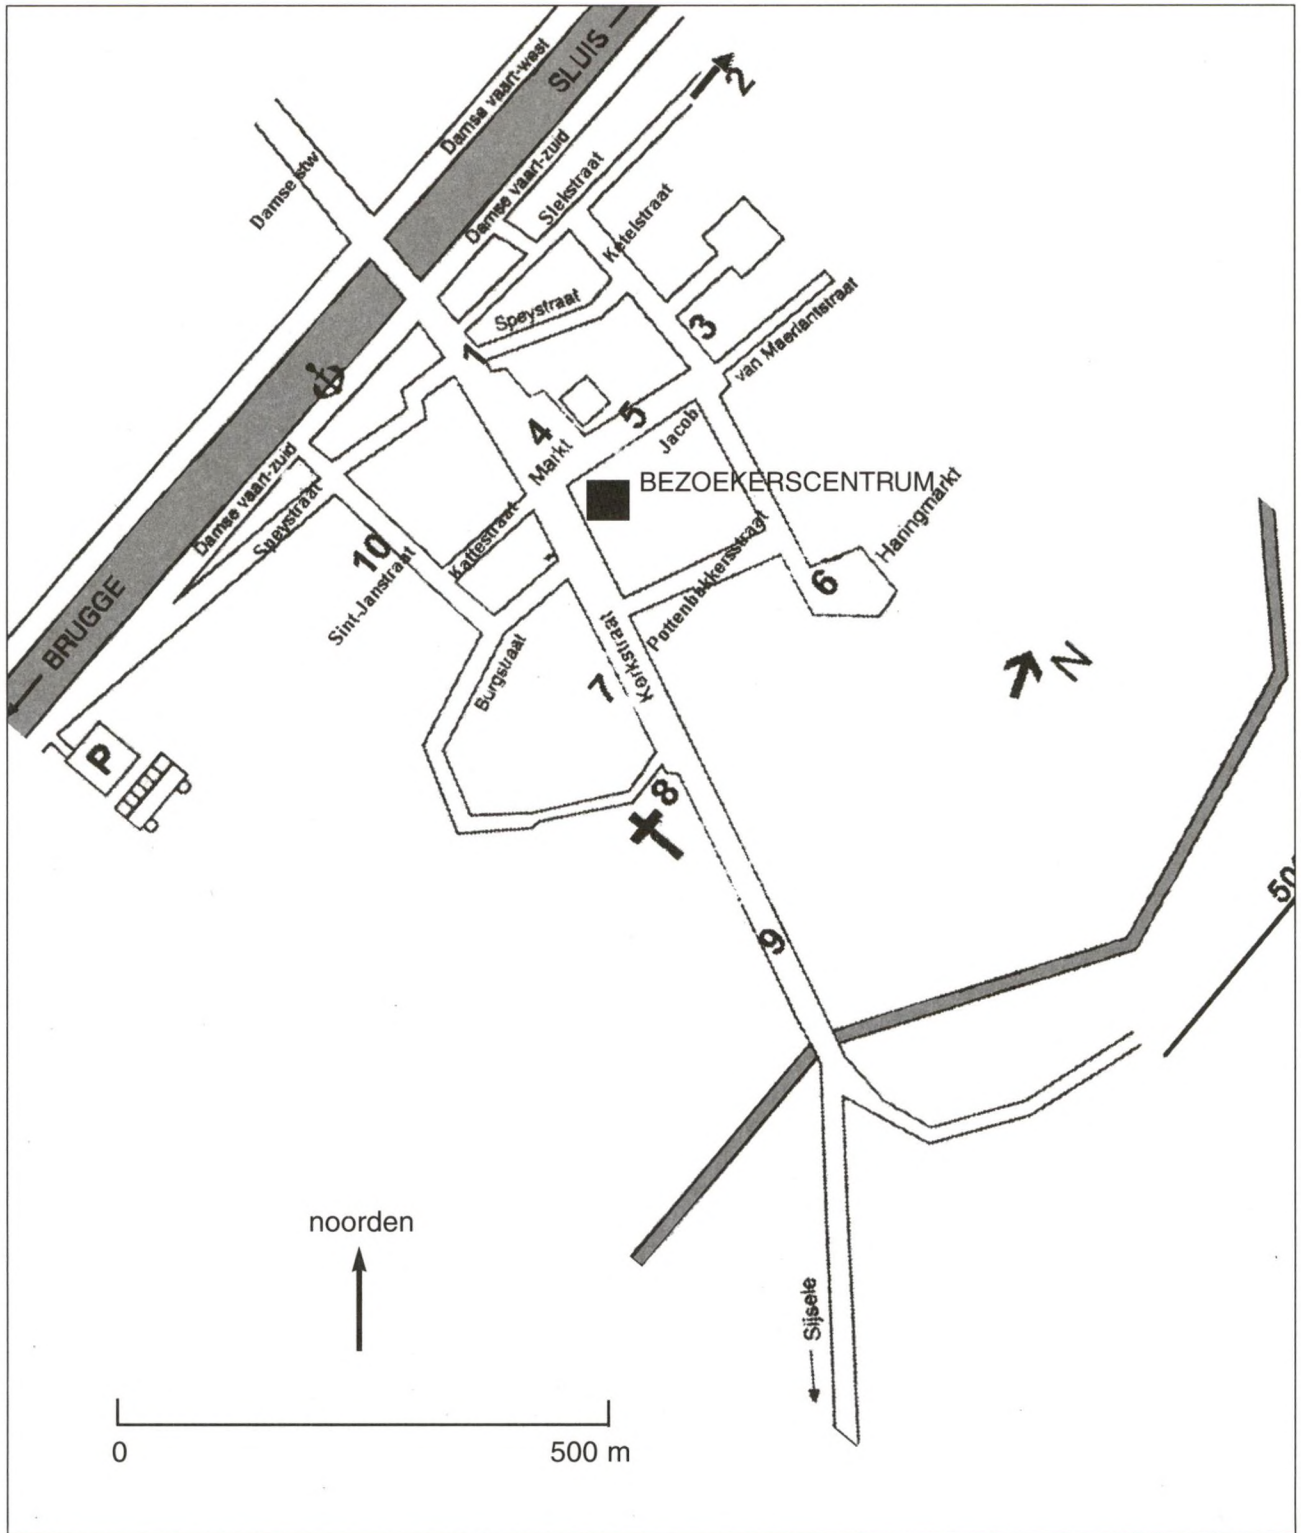 SLUIS
Damse vaart-west
2
Damse vaart-zuid
Slekstraat
Damse stw
Ketelstraat
Speystraat
3
van Maerlantstraat
1
5
4
Markt
Jacob
BEZOEKERSCENTRUM
Haringmarkt
Damse vaart-zuid
Speystraat
10
Kattestraat
Sint-Janstraat
Pottenbakkersstraat
6
BRUGGE
Kerkstraat
Burgstraat
7
N
P
8
50
9
noorden
Sijsele
0 500 m